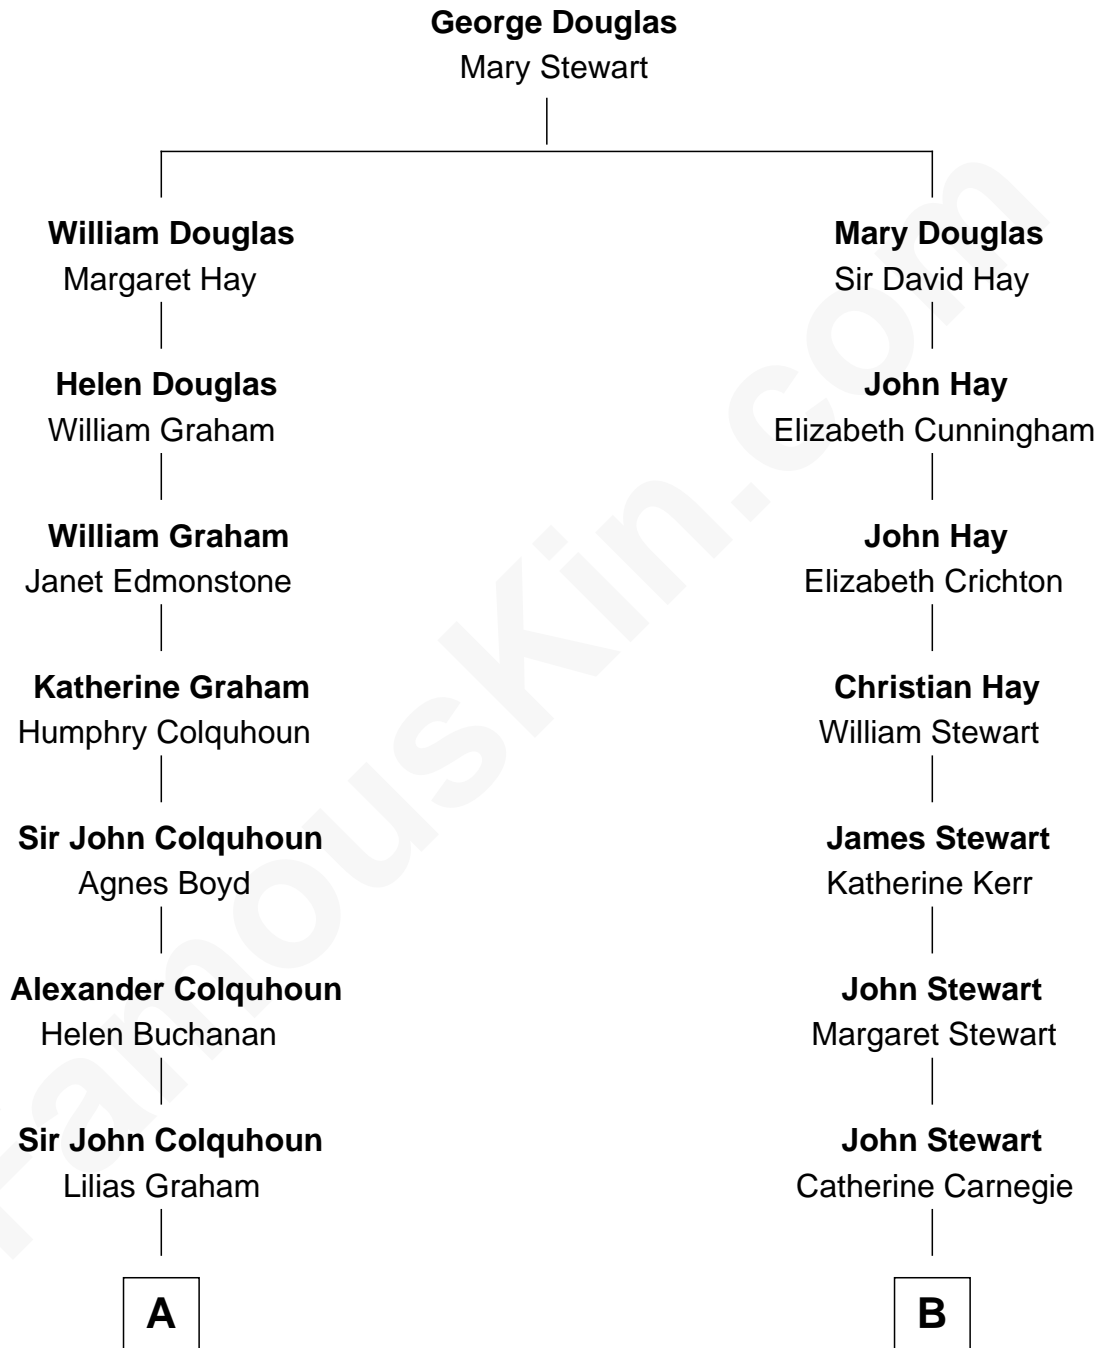 George Douglas
Mary Stewart
William Douglas
Margaret Hay
Mary Douglas
Sir David Hay
Helen Douglas
William Graham
John Hay
Elizabeth Cunningham
William Graham
Janet Edmonstone
John Hay
Elizabeth Crichton
Katherine Graham
Humphry Colquhoun
Christian Hay
William Stewart
Sir John Colquhoun
Agnes Boyd
James Stewart
Katherine Kerr
Alexander Colquhoun
Helen Buchanan
John Stewart
Margaret Stewart
Sir John Colquhoun
Lilias Graham
John Stewart
Catherine Carnegie
A
B
FamousKin.com